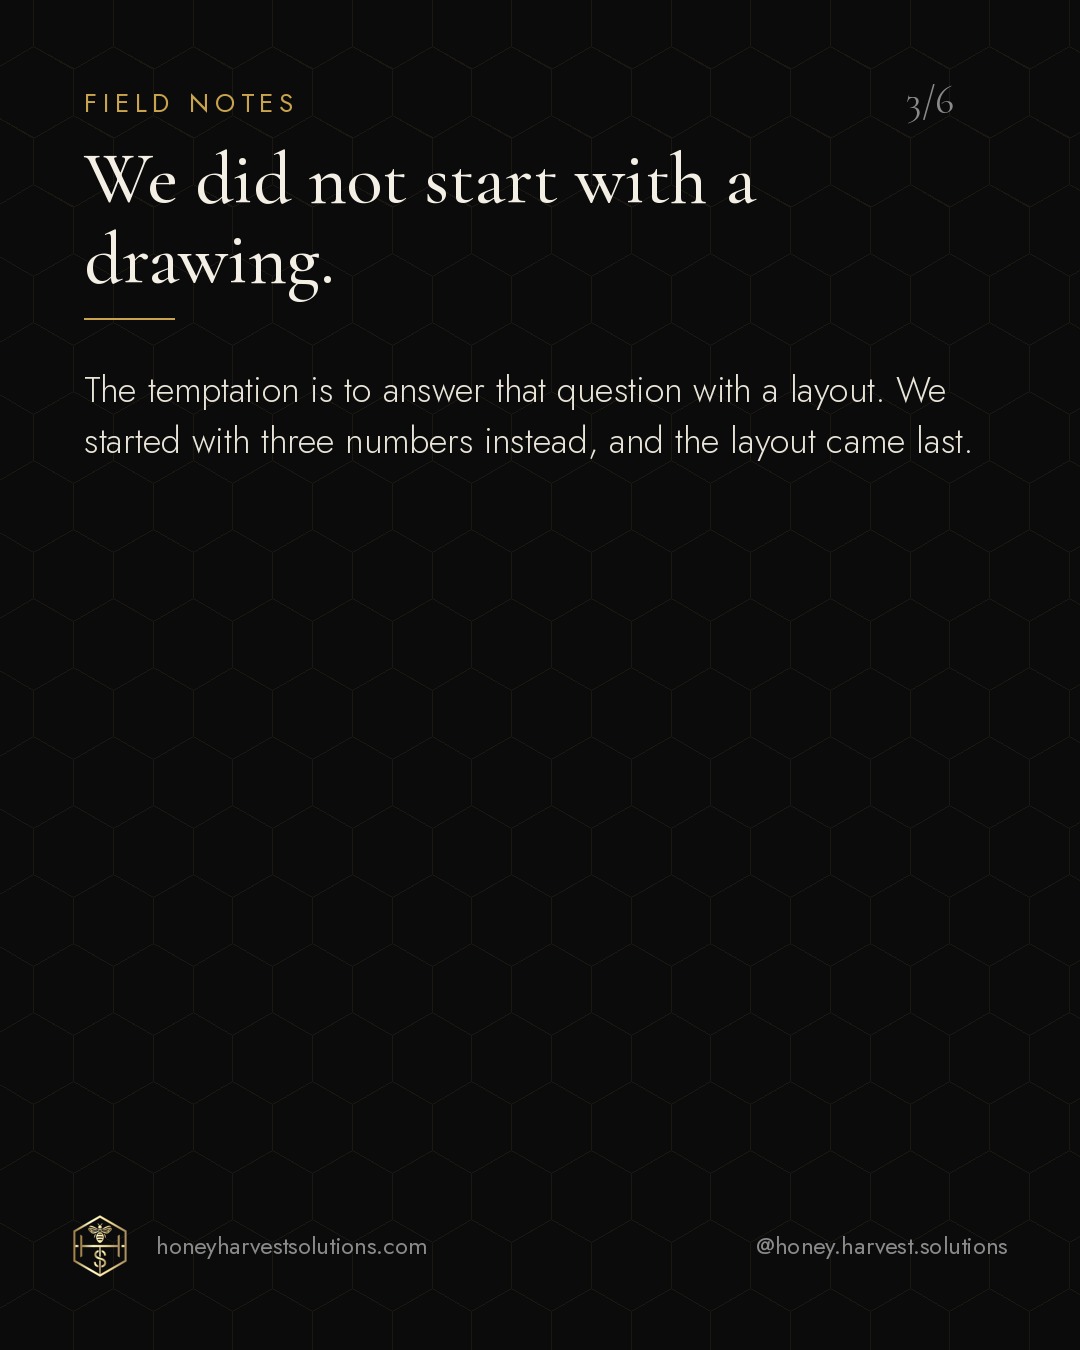 FIELD NOTES
3/6
We did not start with a
drawing.
The temptation is to answer that question with a layout. We
started with three numbers instead, and the layout came last.
honeyharvestsolutions.com
@honey.harvest.solutions